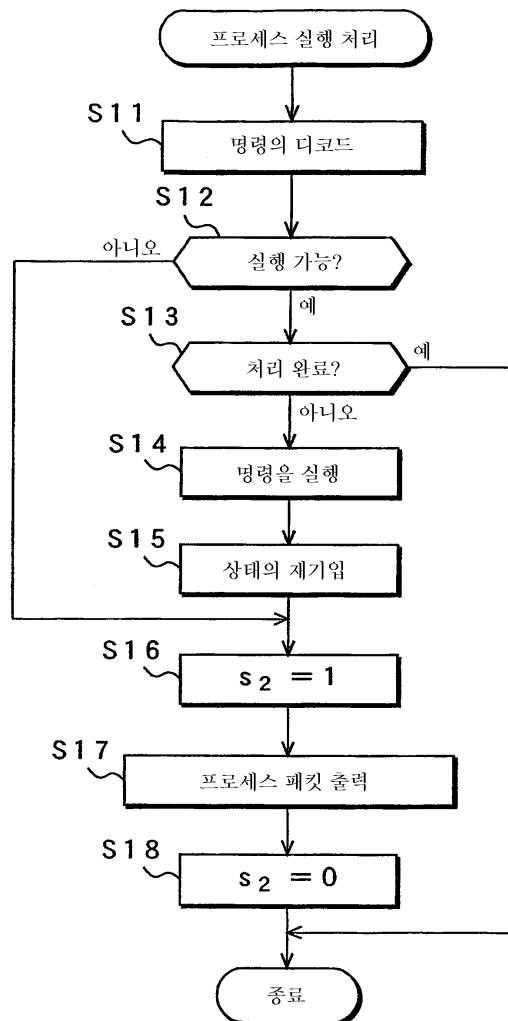 프로세스 실행 처리
S11
명령의 디코드
S12
아니오
실행 가능?
예
S13
처리 완료?
예
아니오
S14
명령을 실행
S15
상태의 재기입
S16
s₂ = 1
S17
프로세스 패킷 출력
S18
s₂ = 0
종료